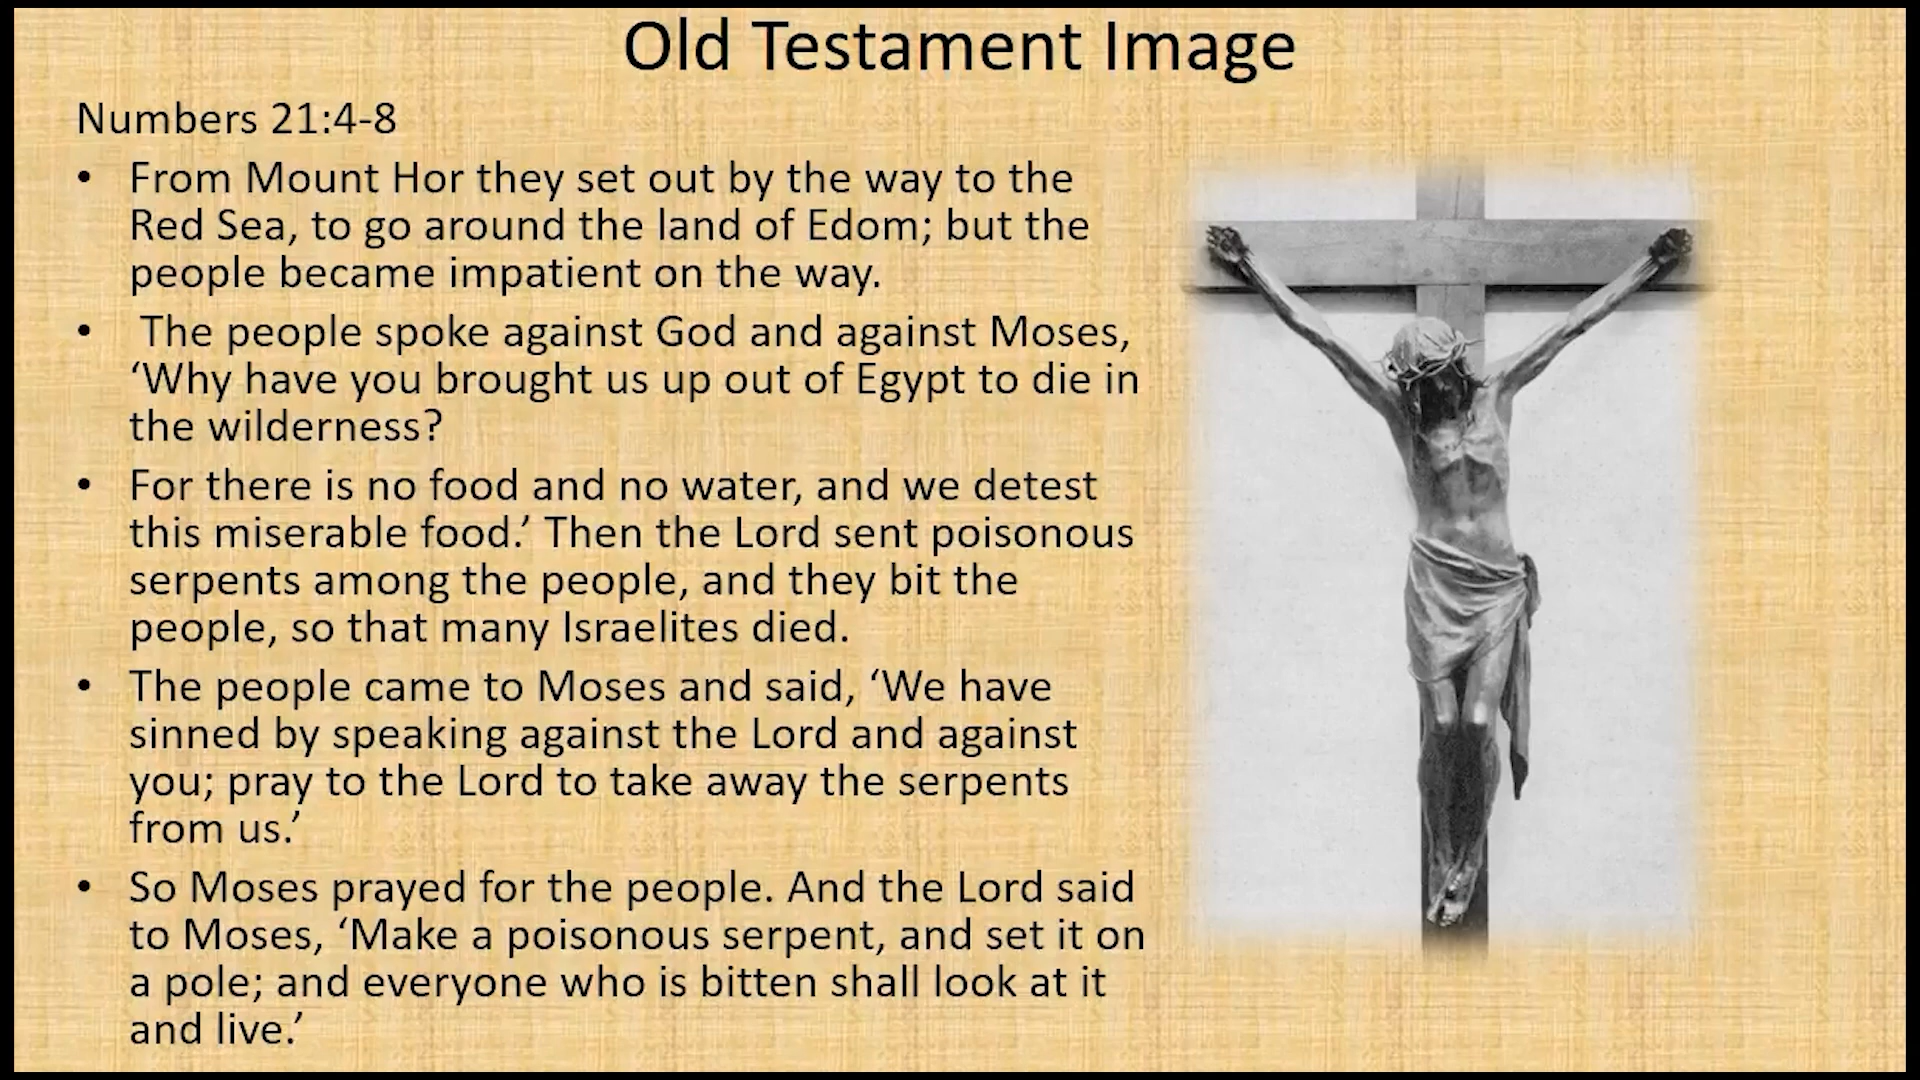 Old Testament Image
Numbers 21:4-8
• From Mount Hor they set out by the way to the
Red Sea, to go around the land of Edom; but the
people became impatient on the way.
• The people spoke against God and against Moses,
‘Why have you brought us up out of Egypt to die in
the wilderness?
• For there is no food and no water, and we detest
this miserable food.’ Then the Lord sent poisonous
serpents among the people, and they bit the
people, so that many Israelites died.
• The people came to Moses and said, ‘We have
sinned by speaking against the Lord and against
you; pray to the Lord to take away the serpents
from us.’
• So Moses prayed for the people. And the Lord said
to Moses, ‘Make a poisonous serpent, and set it on
a pole; and everyone who is bitten shall look at it
and live.’